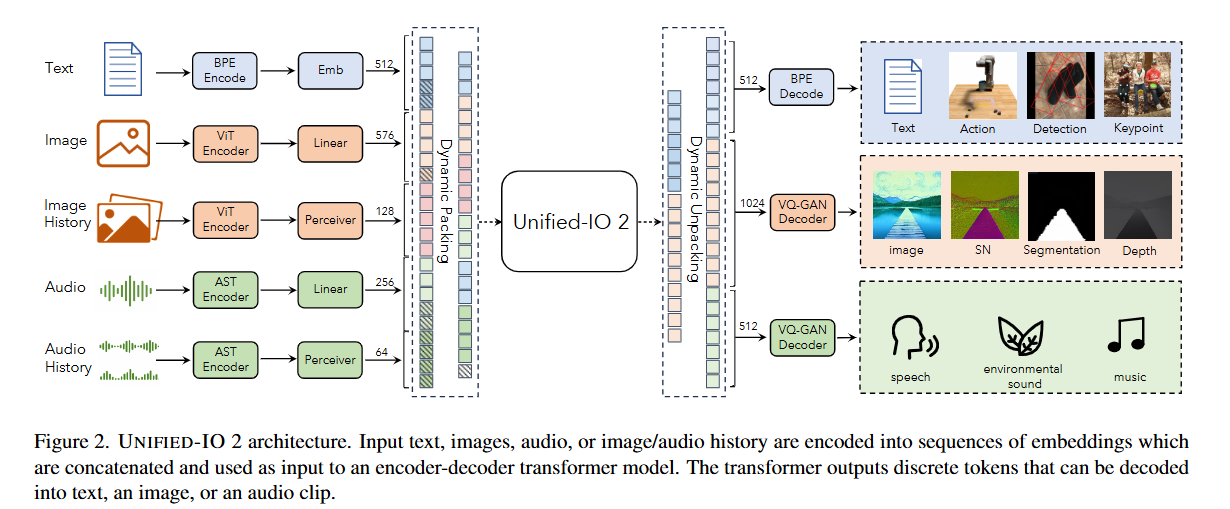 Text
BPE
Encode
Emb
512
Image
ViT
Encoder
Linear
576
Image
History
ViT
Encoder
Perceiver
128
Audio
AST
Encoder
Linear
256
Audio
History
AST
Encoder
Perceiver
64
Dynamic Packing
Unified-IO 2
Dynamic Unpacking
512
BPE
Decode
Text
Action
Detection
Keypoint
1024
VQ-GAN
Decoder
image
SN
Segmentation
Depth
512
VQ-GAN
Decoder
speech
environmental
sound
music
Figure 2. UNIFIED-IO 2 architecture. Input text, images, audio, or image/audio history are encoded into sequences of embeddings which
are concatenated and used as input to an encoder-decoder transformer model. The transformer outputs discrete tokens that can be decoded
into text, an image, or an audio clip.